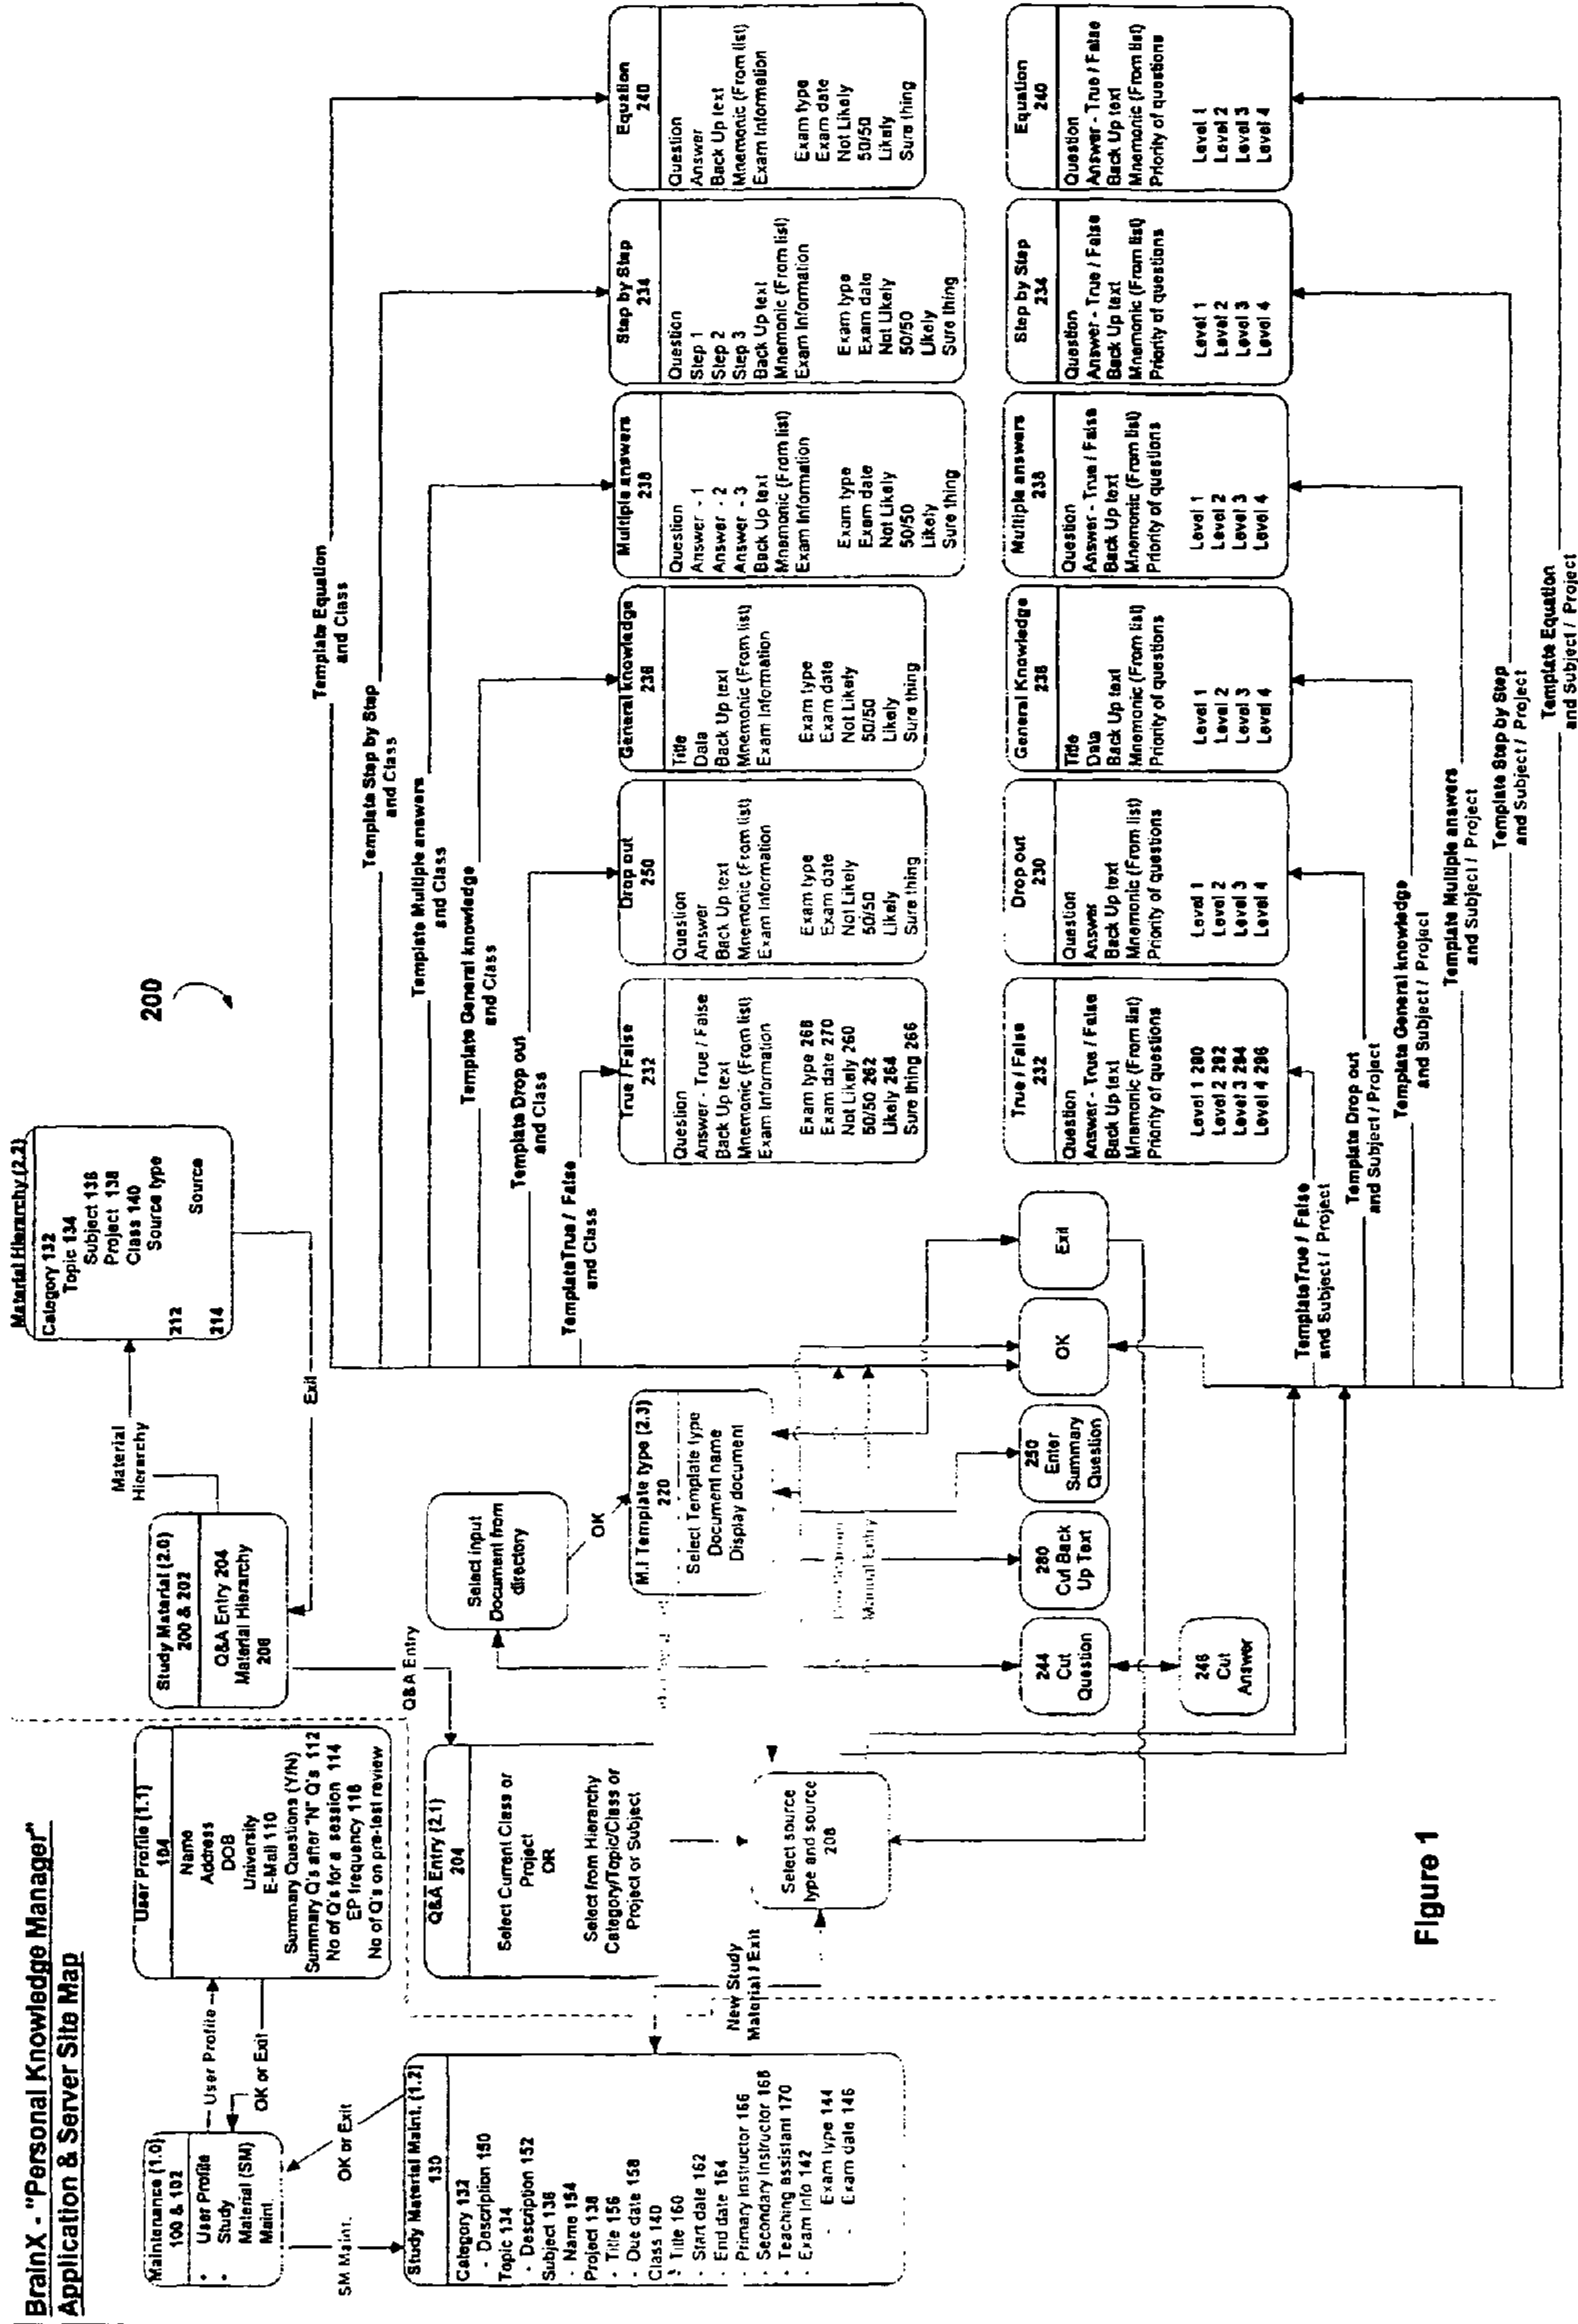 BrainX - "Personal Knowledge Manager"
Application & Server Site Map
Maintenance (1.0)
100 & 102
User Profile
Study
Material (SM)
Maint.
User Profile
OK or Exit
SM Maint.
OK or Exit
User Profile (1.1)
104
Name
Address
DOB
University
E-Mail 110
Summary Questions (Y/N)
Summary Q's after "N" Q's 112
No of Q's for a session 114
EP frequency 116
No of Q's on pre-test review
Study Material Maint. (1.2)
130
Category 132
- Description 150
Topic 134
- Description 152
Subject 136
- Name 154
Project 138
- Title 156
- Due date 158
Class 140
- Title 160
- Start date 162
- End date 164
- Primary Instructor 166
- Secondary Instructor 168
- Teaching assistant 170
- Exam Info 142
- Exam type 144
- Exam date 146
New Study
Material / Exit
Study Material (2.0)
200 & 202
Q&A Entry 204
Material Hierarchy
206
Material
Hierarchy
Exit
Q&A Entry
Material Hierarchy (2.2)
Category 132
Topic 134
Subject 136
Project 138
Class 140
212 Source type
214 Source
200
Q&A Entry (2.1)
204
Select Current Class or
Project
OR
Select from Hierarchy
Category/Topic/Class or
Project or Subject
Select source
type and source
208
Select input
Document from
directory
OK
M.I Template type (2.3)
220
Select Template type
Document name
Display document
Manual Entry
244
Cut
Question
246
Cut
Answer
280
Cut Back
Up Text
250
Enter
Summary
Question
OK
Exit
Template True / False
and Class
Template Drop out
and Class
Template General knowledge
and Class
Template Multiple answers
and Class
Template Step by Step
and Class
Template Equation
and Class
True / False
232
Question
Answer - True / False
Back Up text
Mnemonic (From list)
Exam Information
Exam type 268
Exam date 270
Not Likely 260
50/50 262
Likely 264
Sure thing 266
Drop out
250
Question
Answer
Back Up text
Mnemonic (From list)
Exam Information
Exam type
Exam date
Not Likely
50/50
Likely
Sure thing
General knowledge
236
Title
Data
Back Up text
Mnemonic (From list)
Exam Information
Exam type
Exam date
Not Likely
50/50
Likely
Sure thing
Multiple answers
238
Question
Answer - 1
Answer - 2
Answer - 3
Back Up text
Mnemonic (From list)
Exam Information
Exam type
Exam date
Not Likely
50/50
Likely
Sure thing
Step by Step
234
Question
Step 1
Step 2
Step 3
Back Up text
Mnemonic (From list)
Exam Information
Exam type
Exam date
Not Likely
50/50
Likely
Sure thing
Equation
240
Question
Answer
Back Up text
Mnemonic (From list)
Exam Information
Exam type
Exam date
Not Likely
50/50
Likely
Sure thing
True / False
232
Question
Answer - True / False
Back Up text
Mnemonic (From list)
Priority of questions
Level 1 290
Level 2 292
Level 3 294
Level 4 296
Drop out
230
Question
Answer
Back Up text
Mnemonic (From list)
Priority of questions
Level 1
Level 2
Level 3
Level 4
General Knowledge
236
Title
Data
Back Up text
Mnemonic (From list)
Priority of questions
Level 1
Level 2
Level 3
Level 4
Multiple answers
238
Question
Answer - True / False
Back Up text
Mnemonic (From list)
Priority of questions
Level 1
Level 2
Level 3
Level 4
Step by Step
234
Question
Answer - True / False
Back Up text
Mnemonic (From list)
Priority of questions
Level 1
Level 2
Level 3
Level 4
Equation
240
Question
Answer - True / False
Back Up text
Mnemonic (From list)
Priority of questions
Level 1
Level 2
Level 3
Level 4
Template True / False
and Subject / Project
Template Drop out
and Subject / Project
Template General knowledge
and Subject / Project
Template Multiple answers
and Subject / Project
Template Step by Step
and Subject / Project
Template Equation
and Subject / Project
Figure 1